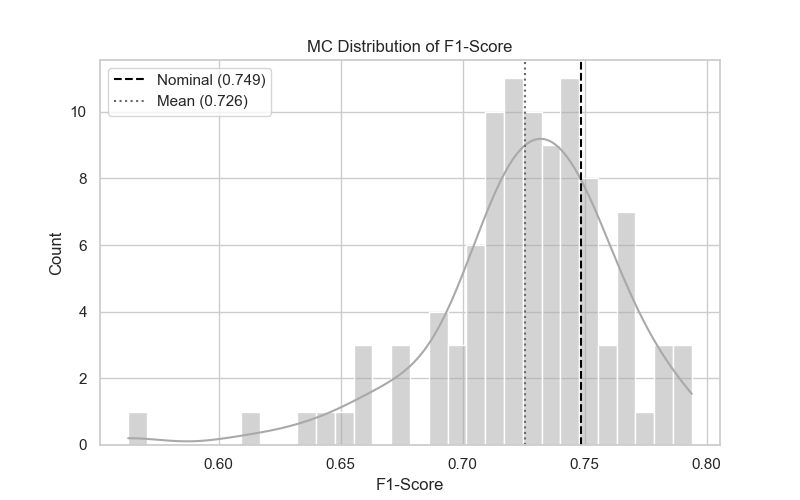 MC Distribution of F1-Score
Nominal (0.749)
Mean (0.726)
Count
10
8
6
4
2
0
0.60 0.65 0.70 0.75 0.80
F1-Score